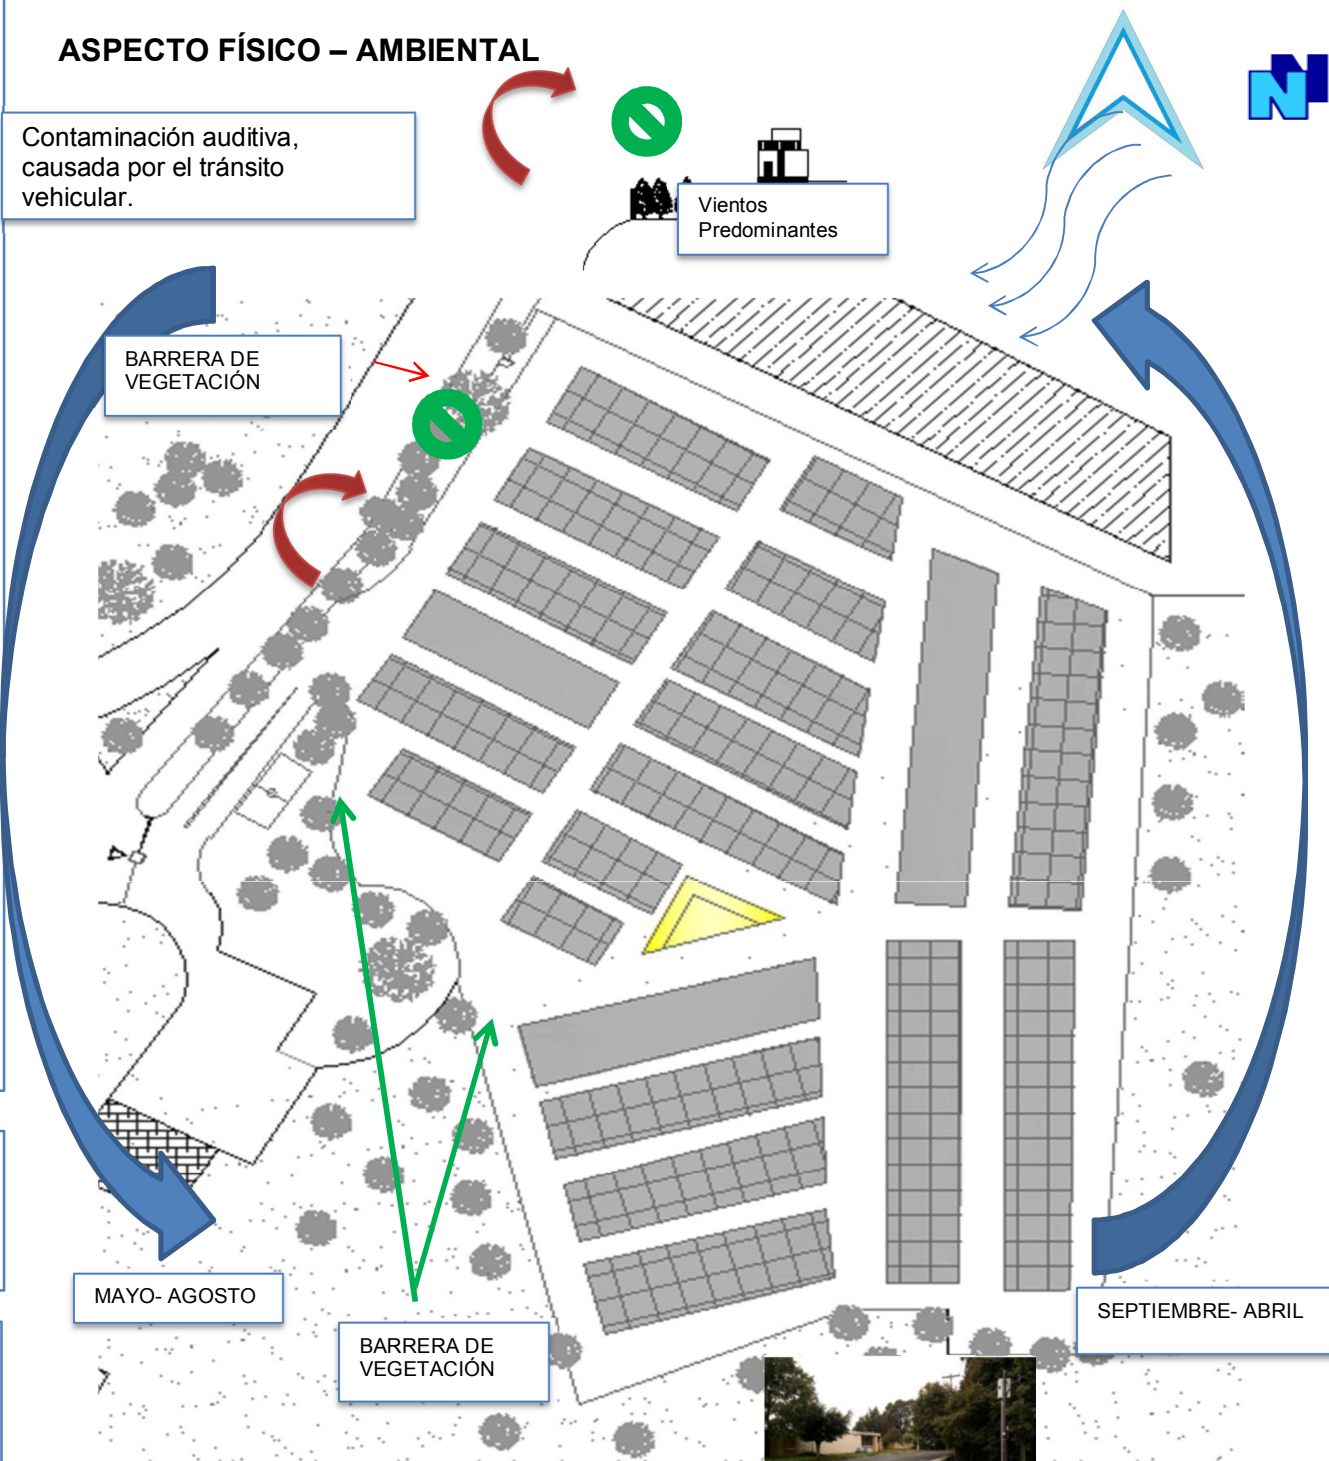 ASPECTO FÍSICO – AMBIENTAL
N
N
Contaminación auditiva,
causada por el tránsito
vehicular.
Vientos
Predominantes
BARRERA DE
VEGETACIÓN
MAYO- AGOSTO
SEPTIEMBRE- ABRIL
BARRERA DE
VEGETACIÓN